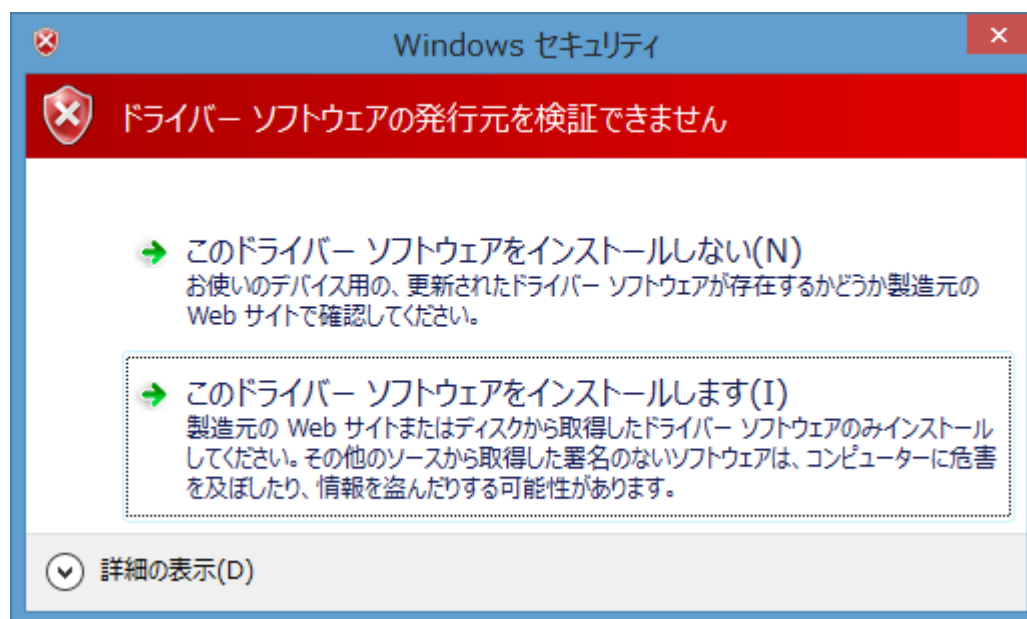 Windows セキュリティ
ドライバー ソフトウェアの発行元を検証できません
このドライバー ソフトウェアをインストールしない(N)
お使いのデバイス用の、更新されたドライバー ソフトウェアが存在するかどうか製造元の
Web サイトで確認してください。
このドライバー ソフトウェアをインストールします(I)
製造元の Web サイトまたはディスクから取得したドライバー ソフトウェアのみインストール
してください。その他のソースから取得した署名のないソフトウェアは、コンピューターに危害
を及ぼしたり、情報を盗んだりする可能性があります。
詳細の表示(D)